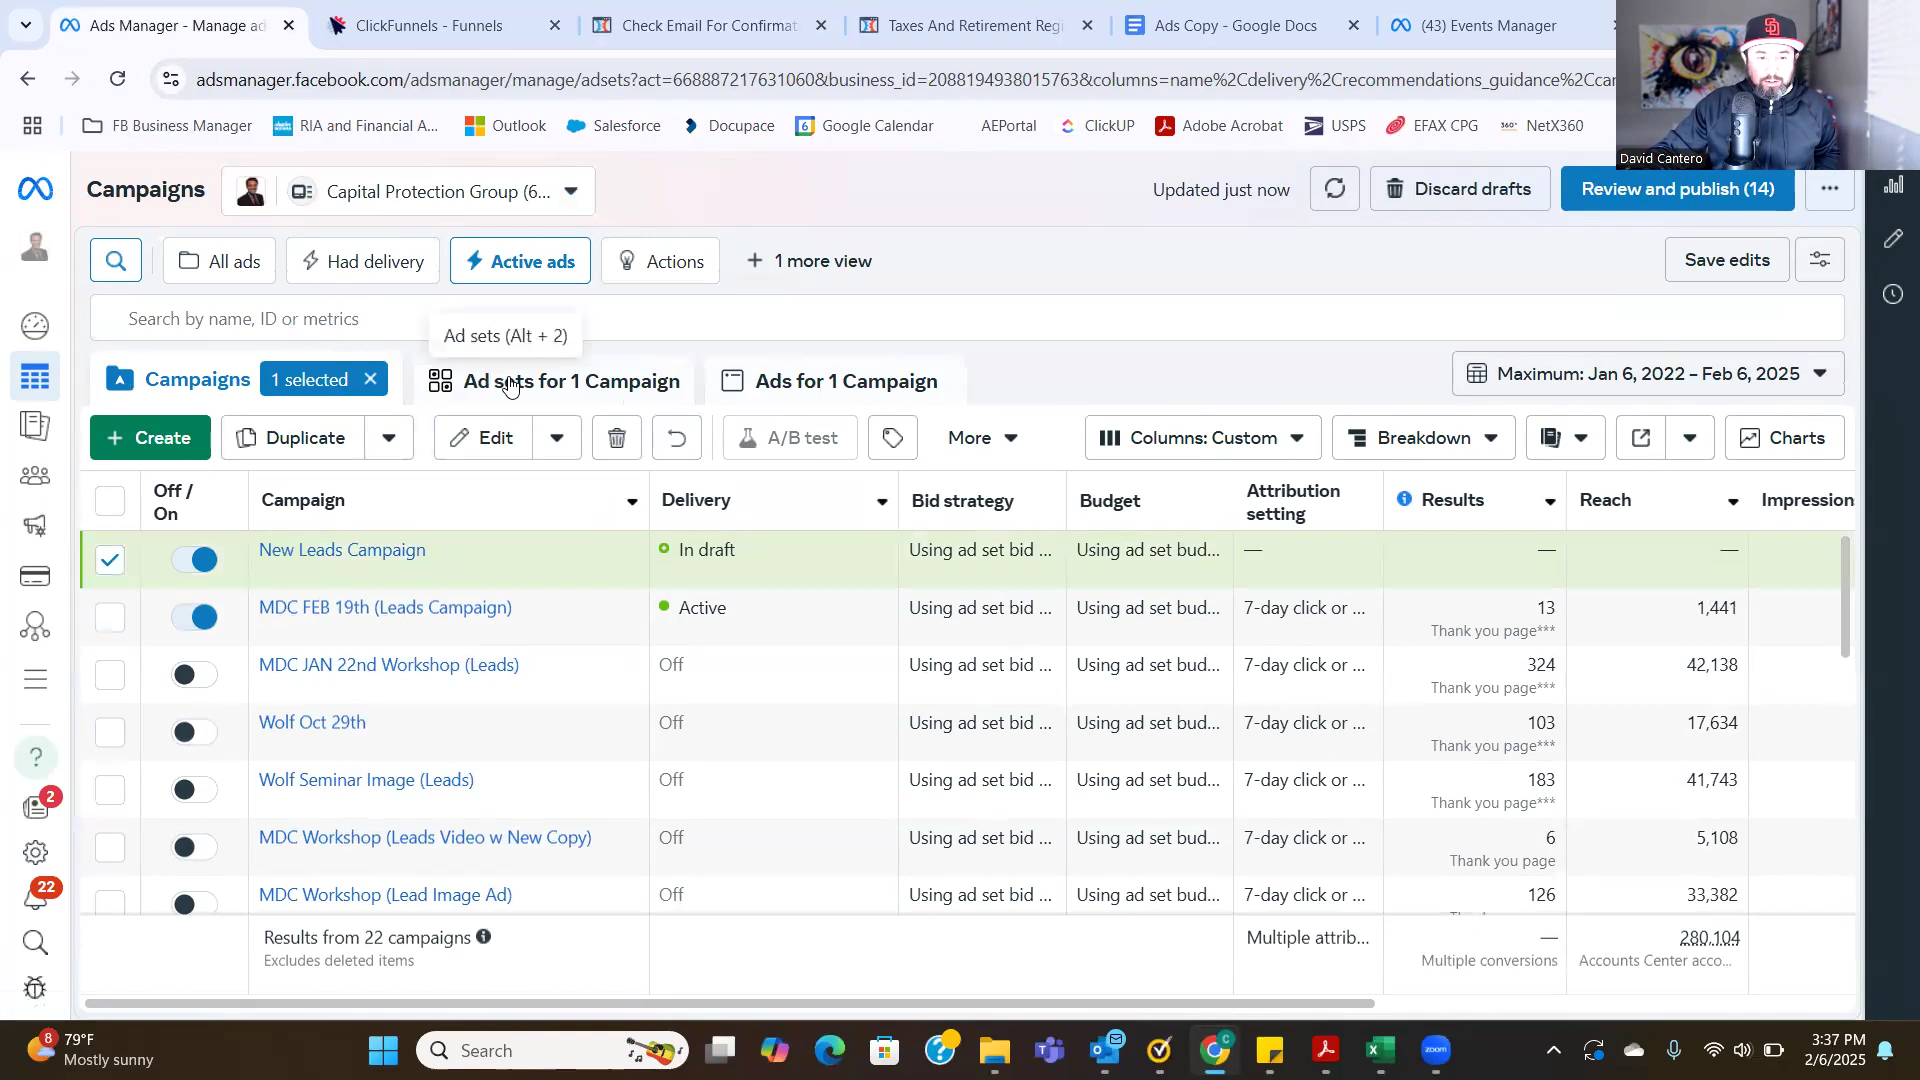 Ads Manager - Manage ad
ClickFunnels - Funnels
Check Email For Confirmat
Taxes And Retirement Reg
Ads Copy - Google Docs
(43) Events Manager
adsmanager.facebook.com/adsmanager/manage/adsets?act=668887217631060&business_id=2088194938015763&columns=name%2Cdelivery%2Crecommendations_guidance%2Ccar
FB Business Manager
RIA and Financial A...
Outlook
Salesforce
Docupace
6
Google Calendar
AEPortal
ClickUP
Adobe Acrobat
USPS
EFAX CPG
360°
NetX360
David Cantero
Campaigns
Capital Protection Group (6...
Updated just now
Discard drafts
Review and publish (14)
All ads
Had delivery
Active ads
Actions
+ 1 more view
Save edits
Search by name, ID or metrics
Ad sets (Alt + 2)
Campaigns
1 selected
Ad sets for 1 Campaign
Ads for 1 Campaign
Maximum: Jan 6, 2022 – Feb 6, 2025
+ Create
Duplicate
Edit
A/B test
More
Columns: Custom
Breakdown
Charts
Off / On
Campaign
Delivery
Bid strategy
Budget
Attribution setting
Results
Reach
Impression
New Leads Campaign
In draft
Using ad set bid ...
Using ad set bud...
—
—
—
MDC FEB 19th (Leads Campaign)
Active
Using ad set bid ...
Using ad set bud...
7-day click or ...
13
Thank you page***
1,441
MDC JAN 22nd Workshop (Leads)
Off
Using ad set bid ...
Using ad set bud...
7-day click or ...
324
Thank you page***
42,138
Wolf Oct 29th
Off
Using ad set bid ...
Using ad set bud...
7-day click or ...
103
Thank you page***
17,634
Wolf Seminar Image (Leads)
Off
Using ad set bid ...
Using ad set bud...
7-day click or ...
183
Thank you page***
41,743
MDC Workshop (Leads Video w New Copy)
Off
Using ad set bid ...
Using ad set bud...
7-day click or ...
6
Thank you page
5,108
MDC Workshop (Lead Image Ad)
Off
Using ad set bid ...
Using ad set bud...
7-day click or ...
126
33,382
Results from 22 campaigns
Excludes deleted items
Multiple attrib...
—
Multiple conversions
280,104
Accounts Center acco...
?
2
22
8
79°F
Mostly sunny
Search
zoom
3:37 PM
2/6/2025